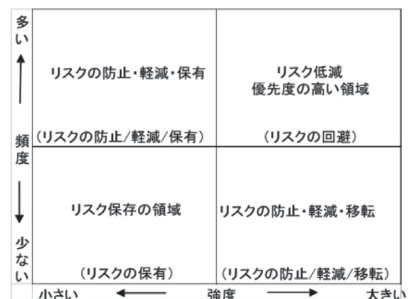 多い
リスクの防止・軽減・保有
リスク低減
優先度の高い領域
(リスクの防止/軽減/保有)
(リスクの回避)
頻度
リスク保存の領域
リスクの防止・軽減・移転
少ない
(リスクの保有)
(リスクの防止/軽減/移転)
小さい
強度
大きい